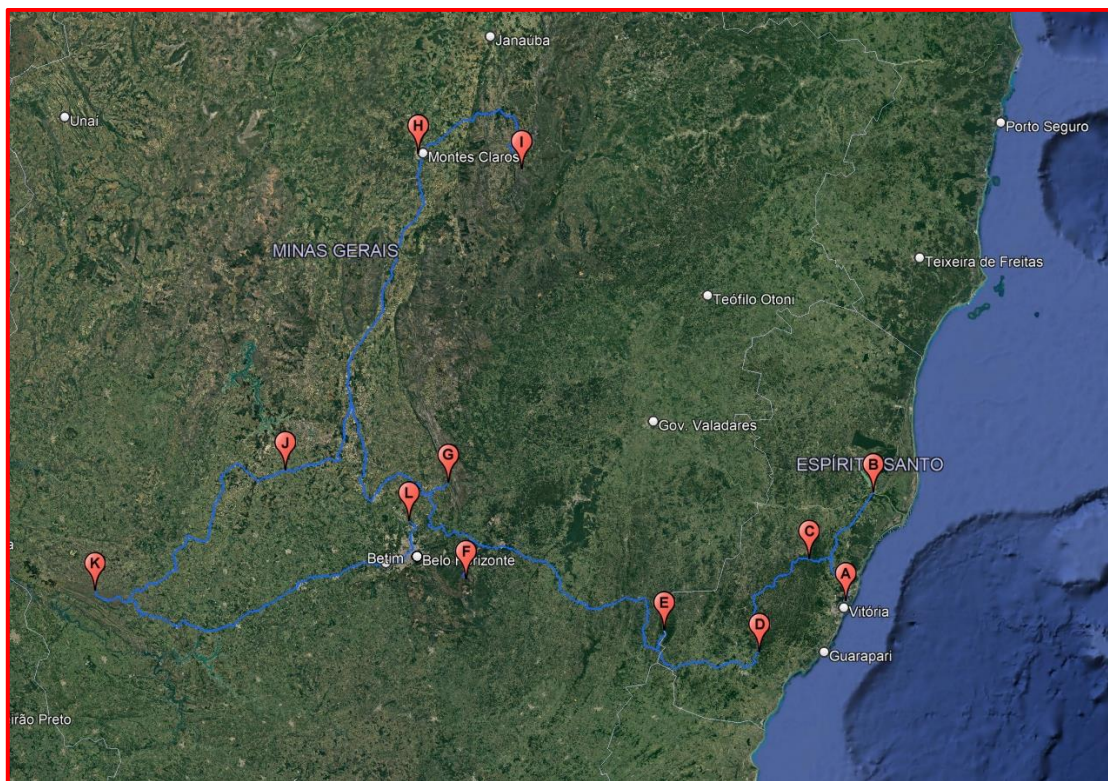 Janauba
Unai
Porto Seguro
H
I
Montes Claros
MINAS GERAIS
Teixeira de Freitas
Teófilo Otoni
Gov. Valadares
J
G
ESPÍRITO SANTO
B
L
C
Betim
Belo Horizonte
F
K
A
E
Vitória
D
Guarapari
irão Preto